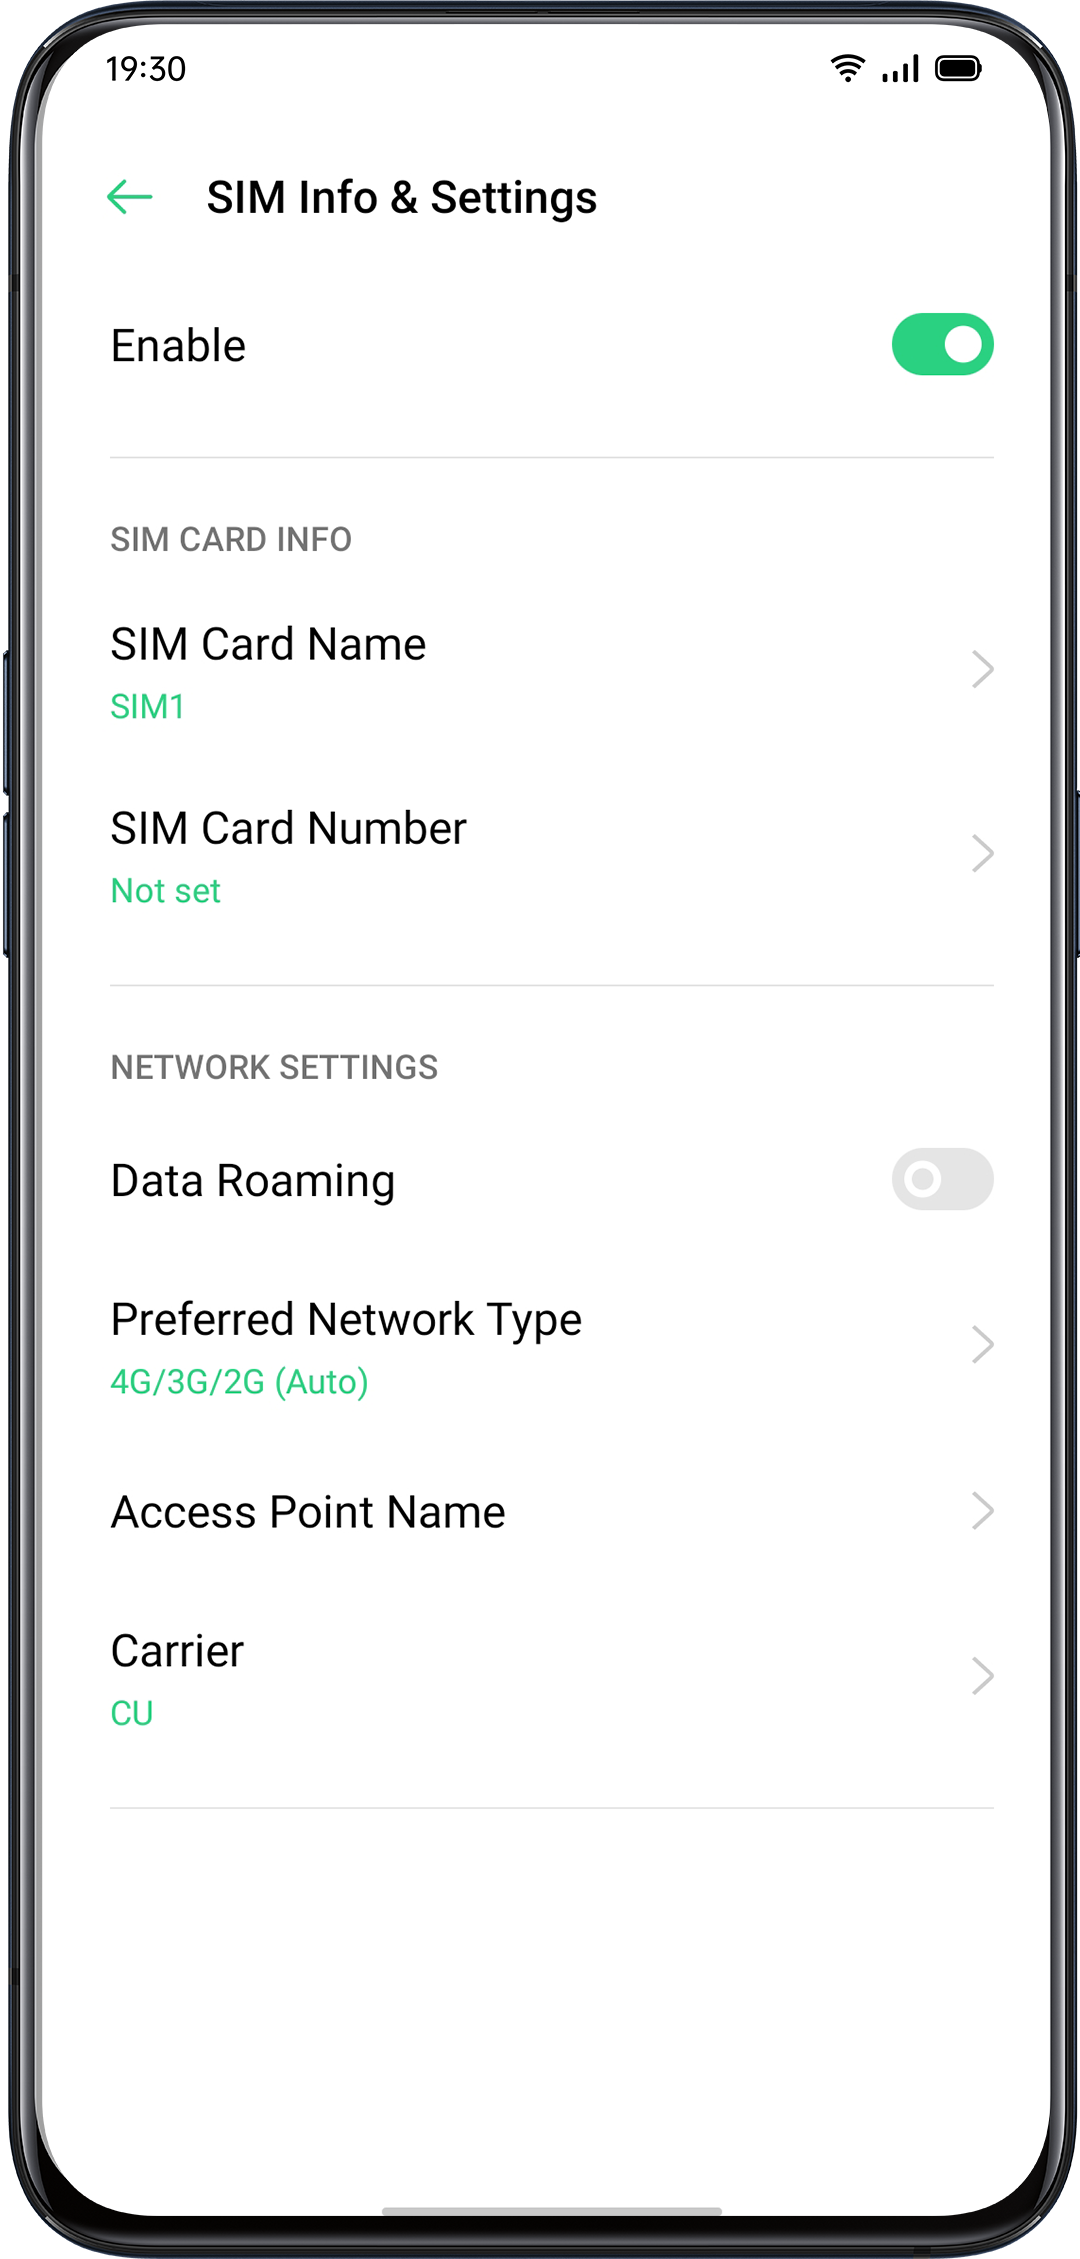 19:30
SIM Info & Settings
Enable
SIM CARD INFO
SIM Card Name
SIM1
SIM Card Number
Not set
NETWORK SETTINGS
Data Roaming
Preferred Network Type
4G/3G/2G (Auto)
Access Point Name
Carrier
CU